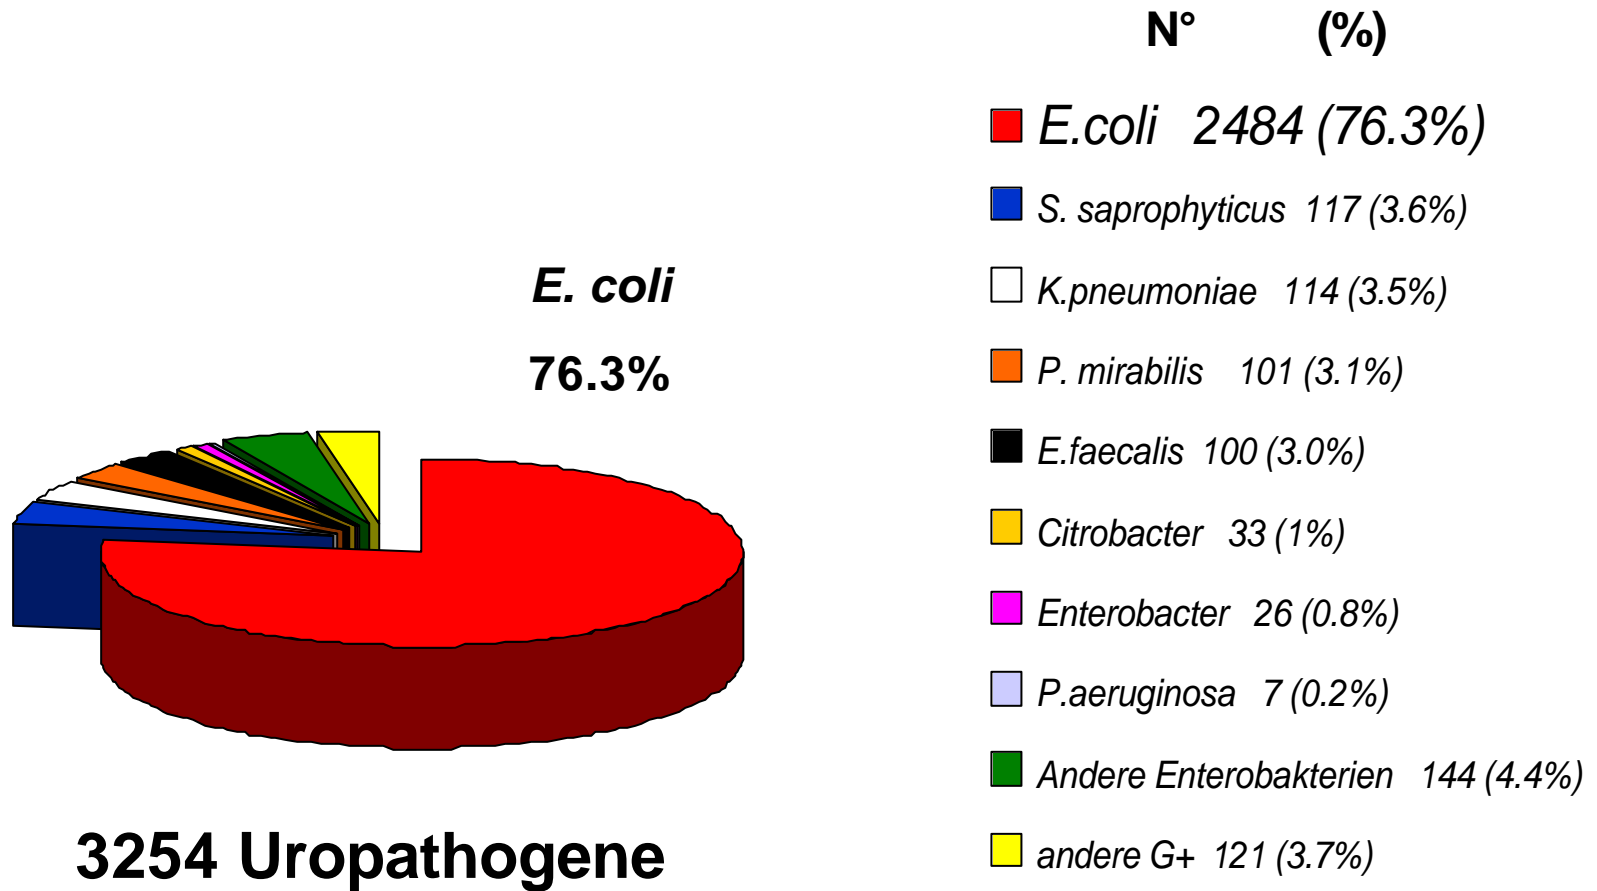 N° (%)
E.coli 2484 (76.3%)
S. saprophyticus 117 (3.6%)
E. coli
K.pneumoniae 114 (3.5%)
76.3%
P. mirabilis 101 (3.1%)
E.faecalis 100 (3.0%)
Citrobacter 33 (1%)
Enterobacter 26 (0.8%)
P.aeruginosa 7 (0.2%)
Andere Enterobakterien 144 (4.4%)
3254 Uropathogene
andere G+ 121 (3.7%)